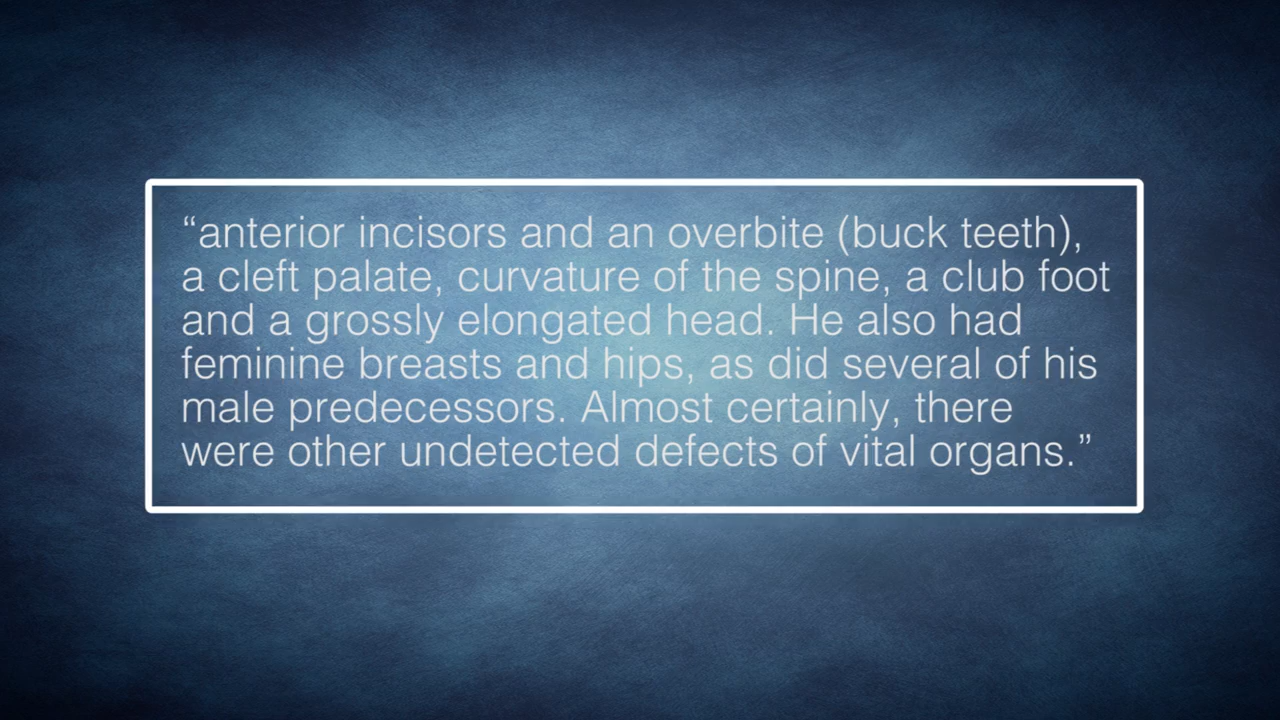 “anterior incisors and an overbite (buck teeth),
a cleft palate, curvature of the spine, a club foot
and a grossly elongated head. He also had
feminine breasts and hips, as did several of his
male predecessors. Almost certainly, there
were other undetected defects of vital organs.”